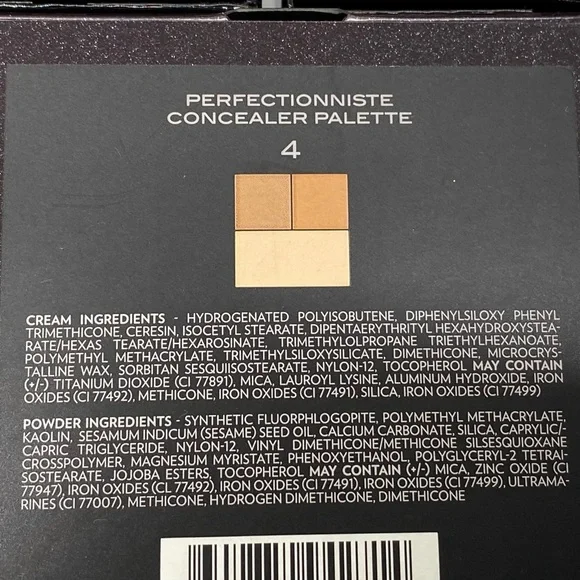 PERFECTIONNISTE
CONCEALER PALETTE
4
CREAM INGREDIENTS - HYDROGENATED POLYISOBUTENE, DIPHENYLSILOXY PHENYL
TRIMETHICONE, CERESIN, ISOCETYL STEARATE, DIPENTAERYTHRITYL HEXAHYDROXYSTEA-
RATE/HEXAS TEARATE/HEXAROSINATE, TRIMETHYLOLPROPANE TRIETHYLHEXANOATE,
POLYMETHYL METHACRYLATE, TRIMETHYLSILOXYSILICATE, DIMETHICONE, MICROCRYS-
TALLINE WAX, SORBITAN SESQUIISOSTEARATE, NYLON-12, TOCOPHEROL MAY CONTAIN
(+/-) TITANIUM DIOXIDE (CI 77891), MICA, LAUROYL LYSINE, ALUMINUM HYDROXIDE, IRON
OXIDES (CI 77492), METHICONE, IRON OXIDES (CI 77491), SILICA, IRON OXIDES (CI 77499)
POWDER INGREDIENTS - SYNTHETIC FLUORPHLOGOPITE, POLYMETHYL METHACRYLATE,
KAOLIN, SESAMUM INDICUM (SESAME) SEED OIL, CALCIUM CARBONATE, SILICA, CAPRYLIC/-
CAPRIC TRIGLYCERIDE, NYLON-12, VINYL DIMETHICONE/METHICONE SILSESQUIOXANE
CROSSPOLYMER, MAGNESIUM MYRISTATE, PHENOXYETHANOL, POLYGLYCERYL-2 TETRAI-
SOSTEARATE, JOJOBA ESTERS, TOCOPHEROL MAY CONTAIN (+/-) MICA, ZINC OXIDE (CI
77947), IRON OXIDES (CL 77492), IRON OXIDES (CI 77491), IRON OXIDES (CI 77499), ULTRAMA-
RINES (CI 77007), METHICONE, HYDROGEN DIMETHICONE, DIMETHICONE